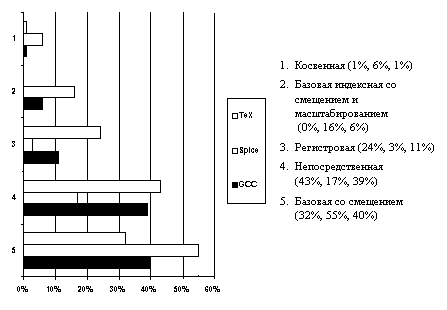 1
2
3
4
5
0%
10%
20%
30%
40%
50%
60%
TeX
Spice
GCC
1. Косвенная (1%, 6%, 1%)
2. Базовая индексная со
смещением и
масштабированием
(0%, 16%, 6%)
3. Регистровая (24%, 3%, 11%)
4. Непосредственная
(43%, 17%, 39%)
5. Базовая со смещением
(32%, 55%, 40%)